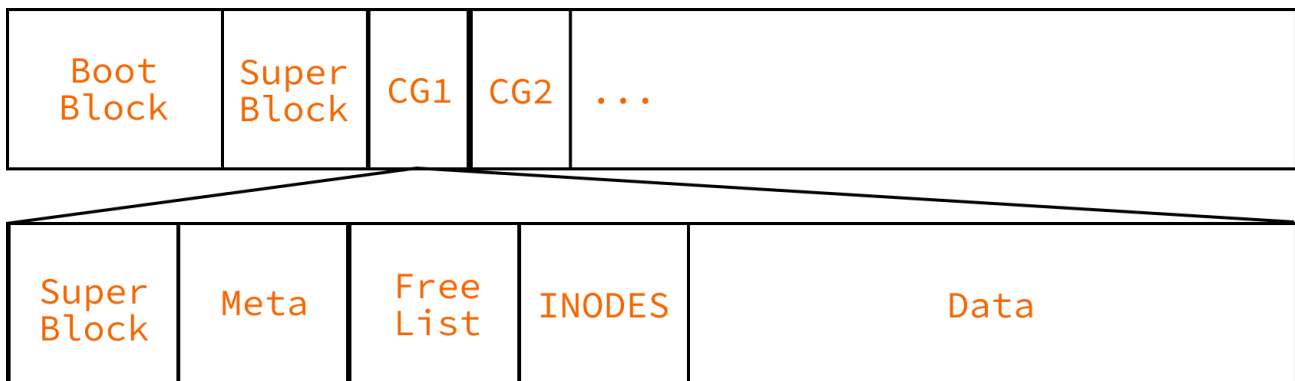 Boot
Block
Super
Block
CG1
CG2
...
Super
Block
Meta
Free
List
INODES
Data